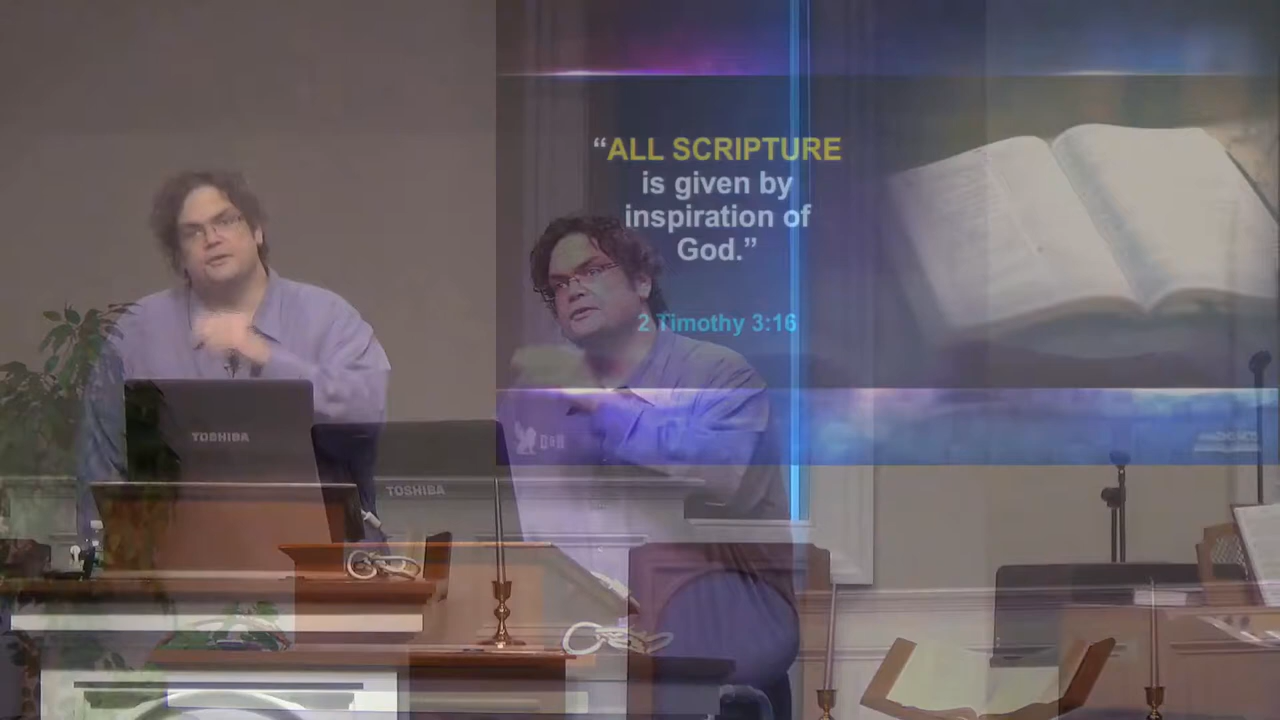 “ALL SCRIPTURE
is given by
inspiration of
God.”
2 Timothy 3:16
TOSHIBA
TOSHIBA